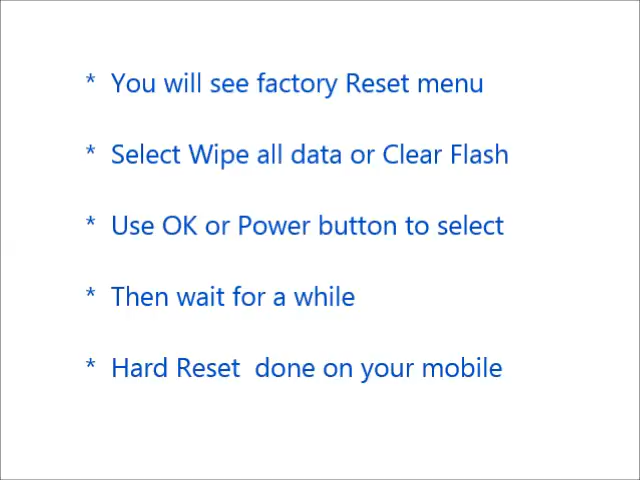 * You will see factory Reset menu
* Select Wipe all data or Clear Flash
* Use OK or Power button to select
* Then wait for a while
* Hard Reset  done on your mobile